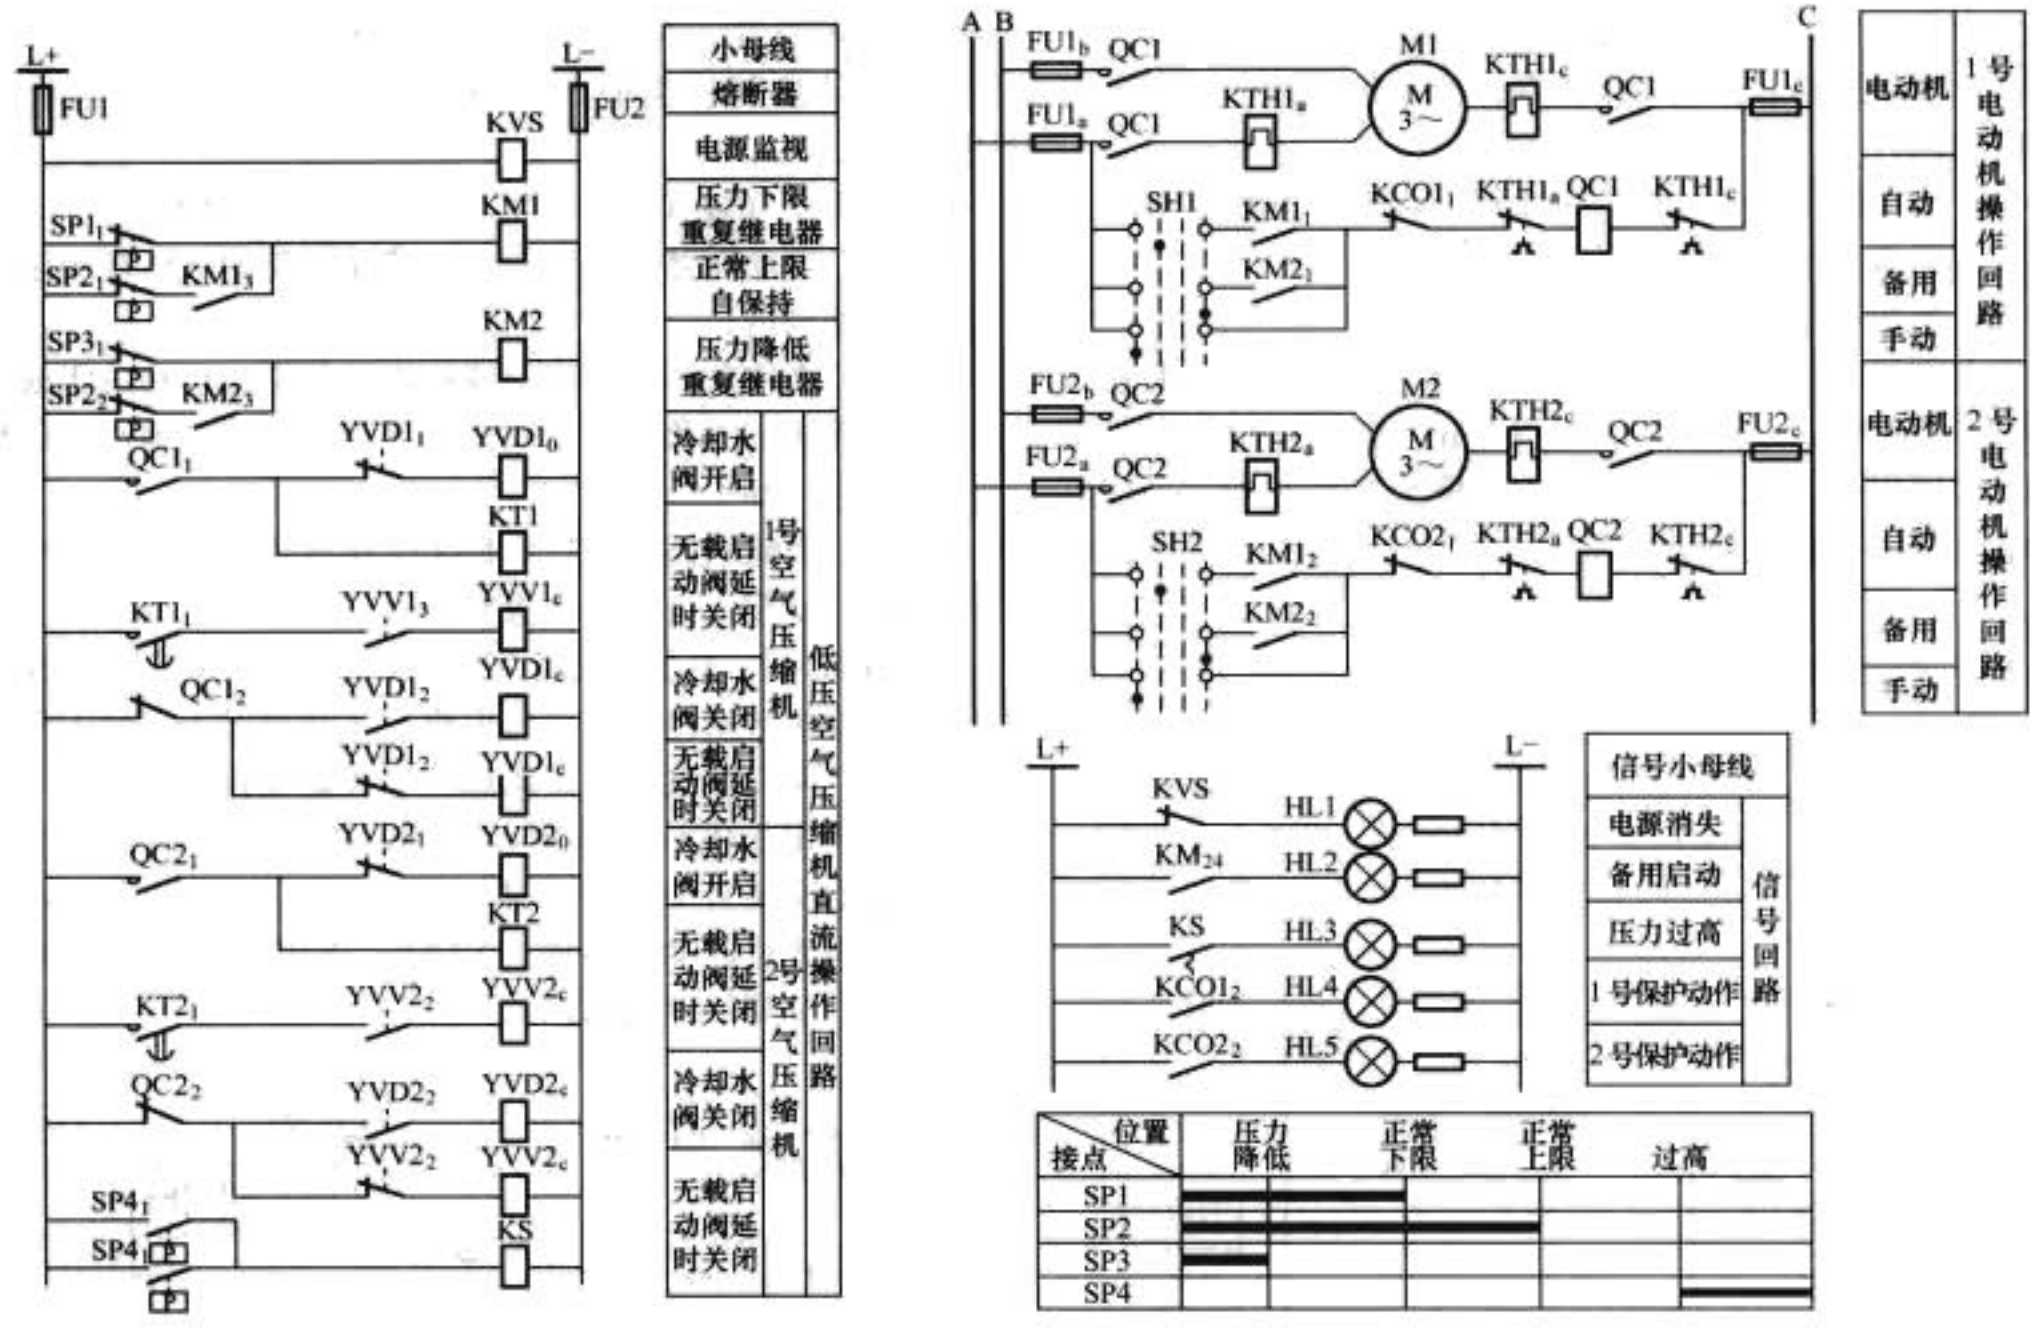 L+
L−
FU1
FU2
KVS
KM1
SP1₁
SP2₁
KM1₃
KM2
SP3₁
SP2₂
KM2₃
QC1₁
YVD1₁
YVD1₀
KT1
KT1₁
YVV1₃
YVV1c
QC1₂
YVD1₂
YVD1c
YVD1₂
YVD1c
QC2₁
YVD2₁
YVD2₀
KT2
KT2₁
YVV2₂
YVV2c
QC2₂
YVD2₂
YVD2c
YVV2₂
YVV2c
SP4₁
SP4₁
KS
P
P
P
P
P
P
小母线
熔断器
电源监视
压力下限
重复继电器
正常上限
自保持
压力降低
重复继电器
冷却水
阀开启
无载启
动阀延
时关闭
冷却水
阀关闭
无载启
动阀延
时关闭
1号空气压缩机
冷却水
阀开启
无载启
动阀延
时关闭
冷却水
阀关闭
无载启
动阀延
时关闭
2号空气压缩机
低压空气压缩机直流操作回路
A
B
C
FU1b
QC1
M1
M
3～
KTH1c
QC1
FU1c
FU1a
QC1
KTH1a
SH1
KM1₁
KCO1₁
KTH1a
QC1
KTH1c
KM2₁
FU2b
QC2
M2
M
3～
KTH2c
QC2
FU2c
FU2a
QC2
KTH2a
SH2
KM1₂
KCO2₁
KTH2a
QC2
KTH2c
KM2₂
电动机
自动
备用
手动
1号电动机操作回路
电动机
自动
备用
手动
2号电动机操作回路
L+
L−
KVS
HL1
KM₂₄
HL2
KS
HL3
KCO1₂
HL4
KCO2₂
HL5
信号小母线
电源消失
备用启动
压力过高
1号保护动作
2号保护动作
信号回路
位置
接点
压力
降低
正常
下限
正常
上限
过高
SP1
SP2
SP3
SP4